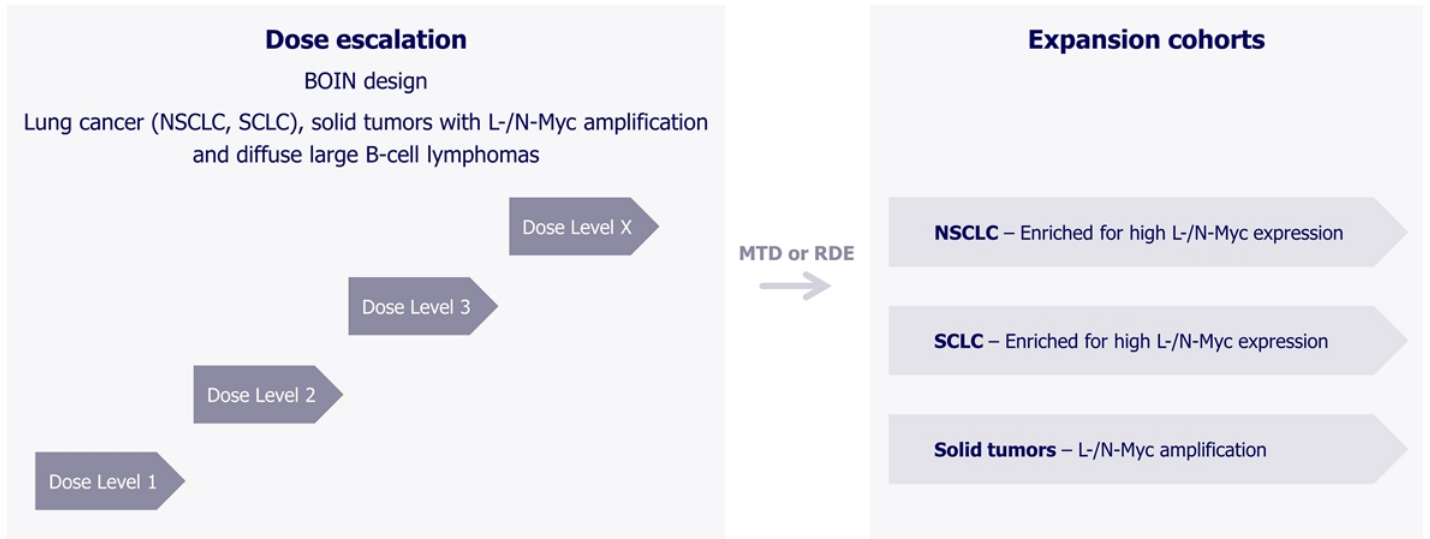 Dose escalation
BOIN design
Lung cancer (NSCLC, SCLC), solid tumors with L-/N-Myc amplification
and diffuse large B-cell lymphomas
Dose Level X
Dose Level 3
Dose Level 2
Dose Level 1
MTD or RDE
Expansion cohorts
NSCLC – Enriched for high L-/N-Myc expression
SCLC – Enriched for high L-/N-Myc expression
Solid tumors – L-/N-Myc amplification